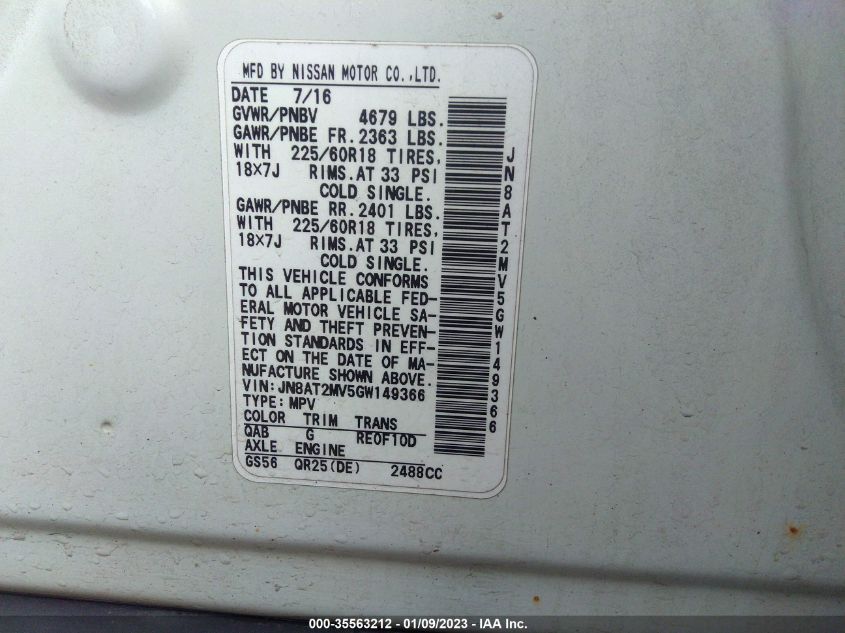 MFD BY NISSAN MOTOR CO.,LTD.
DATE 7/16
GVWR/PNBV 4679 LBS.
GAWR/PNBE FR.2363 LBS.
WITH 225/60R18 TIRES,
18×7J RIMS.AT 33 PSI
COLD SINGLE.
GAWR/PNBE RR.2401 LBS.
WITH 225/60R18 TIRES,
18×7J RIMS.AT 33 PSI
COLD SINGLE.
THIS VEHICLE CONFORMS
TO ALL APPLICABLE FED-
ERAL MOTOR VEHICLE SA-
FETY AND THEFT PREVEN-
TION STANDARDS IN EFF-
ECT ON THE DATE OF MA-
NUFACTURE SHOWN ABOVE.
VIN:JN8AT2MV5GW149366
TYPE:MPV
COLOR TRIM TRANS
QAB G RE0F10D
AXLE ENGINE
GS56 QR25(DE) 2488CC
JN8AT2MV5GW149366
000-35563212 - 01/09/2023 - IAA Inc.